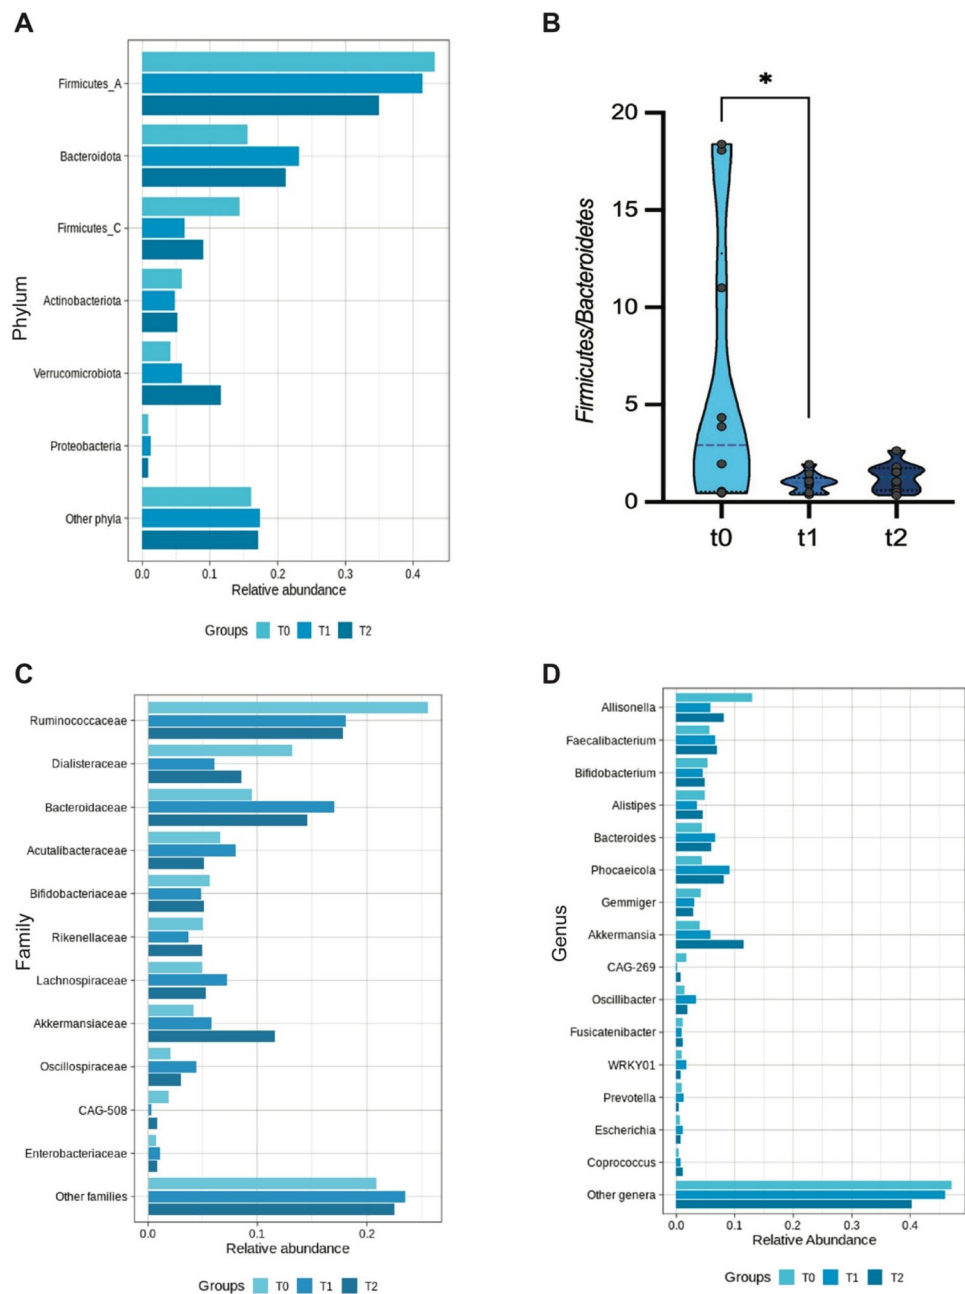 A
Phylum
Firmicutes_A
Bacteroidota
Firmicutes_C
Actinobacteriota
Verrucomicrobiota
Proteobacteria
Other phyla
0.0 0.1 0.2 0.3 0.4
Relative abundance
Groups T0 T1 T2
B
*
Firmicutes/Bacteroidetes
20
15
10
5
0
t0 t1 t2
C
Family
Ruminococcaceae
Dialisteraceae
Bacteroidaceae
Acutalibacteraceae
Bifidobacteriaceae
Rikenellaceae
Lachnospiraceae
Akkermansiaceae
Oscillospiraceae
CAG-508
Enterobacteriaceae
Other families
0.0 0.1 0.2
Relative abundance
Groups T0 T1 T2
D
Genus
Allisonella
Faecalibacterium
Bifidobacterium
Alistipes
Bacteroides
Phocaeicola
Gemmiger
Akkermansia
CAG-269
Oscillibacter
Fusicatenibacter
WRKY01
Prevotella
Escherichia
Coprococcus
Other genera
0.0 0.1 0.2 0.3 0.4
Relative Abundance
Groups T0 T1 T2